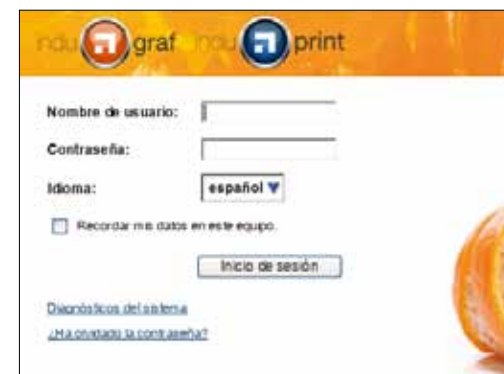 indu graf indu print
Nombre de usuario:
Contraseña:
Idioma: español
Recordar mis datos en este equipo.
Inicio de sesión
Diagnósticos del sistema
¿Ha olvidado la contraseña?